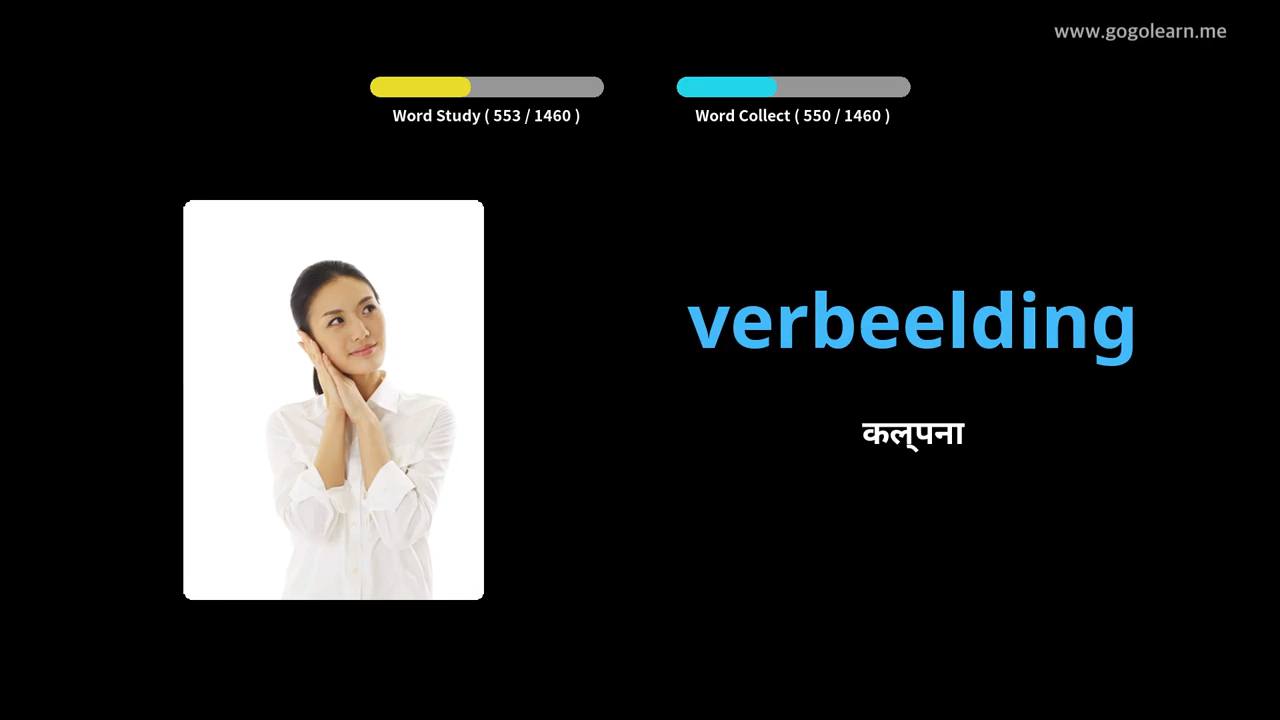 www.gogolearn.me
Word Study ( 553 / 1460 )
Word Collect ( 550 / 1460 )
verbeelding
कल्पना